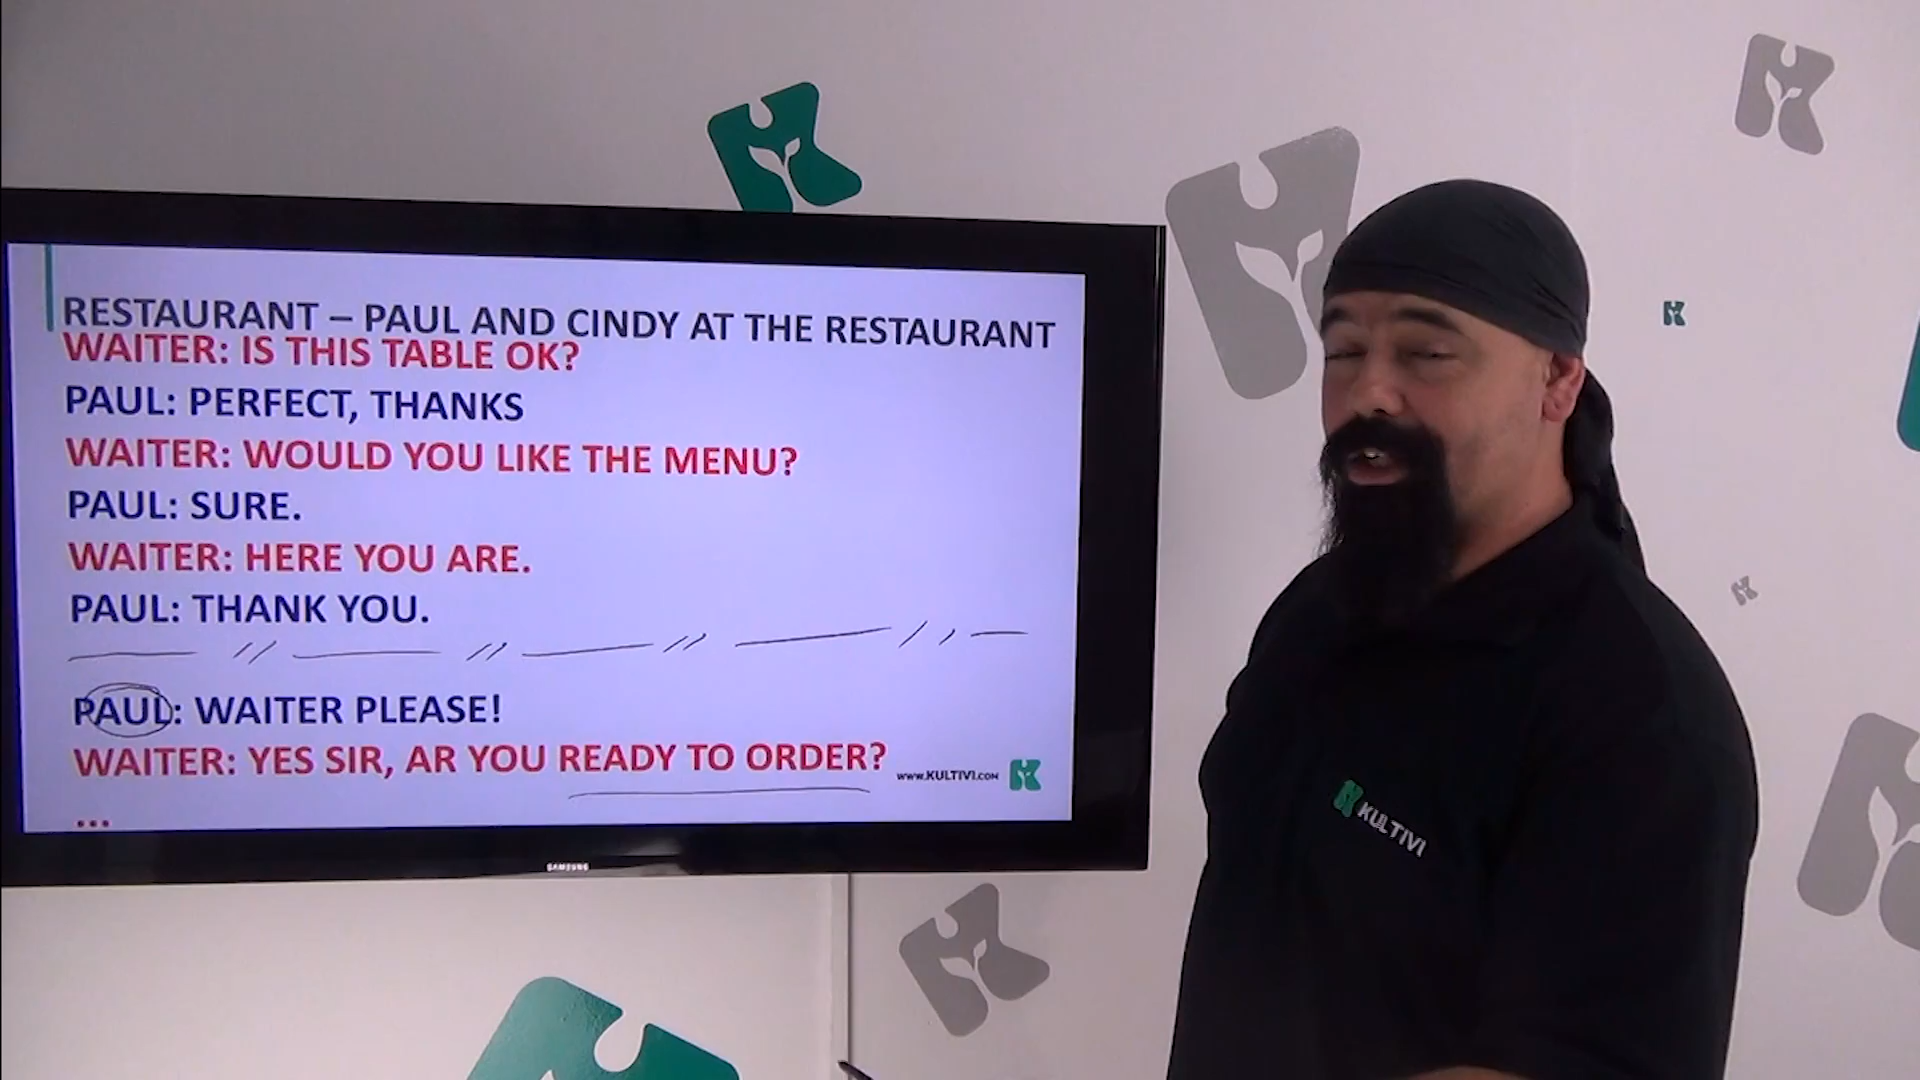 RESTAURANT – PAUL AND CINDY AT THE RESTAURANT
WAITER: IS THIS TABLE OK?
PAUL: PERFECT, THANKS
WAITER: WOULD YOU LIKE THE MENU?
PAUL: SURE.
WAITER: HERE YOU ARE.
PAUL: THANK YOU.
PAUL: WAITER PLEASE!
WAITER: YES SIR, AR YOU READY TO ORDER?
...
WWW.KULTIVI.COM
SAMSUNG
KULTIVI